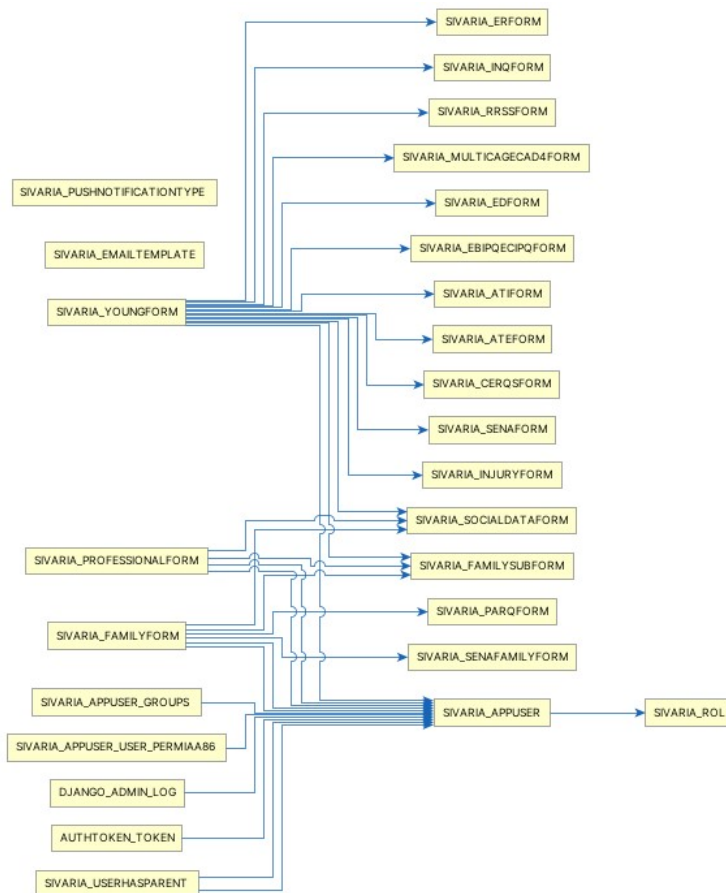 SIVARIA_ERFORM
SIVARIA_INQFORM
SIVARIA_RRSSFORM
SIVARIA_MULTICAGECAD4FORM
SIVARIA_PUSHNOTIFICATIONTYPE
SIVARIA_EDFORM
SIVARIA_EMAILTEMPLATE
SIVARIA_EBIPQECIPQFORM
SIVARIA_ATIFORM
SIVARIA_YOUNGFORM
SIVARIA_ATEFORM
SIVARIA_CERQSFORM
SIVARIA_SENAFORM
SIVARIA_INJURYFORM
SIVARIA_SOCIALDATAFORM
SIVARIA_PROFESSIONALFORM
SIVARIA_FAMILYSUBFORM
SIVARIA_PARQFORM
SIVARIA_FAMILYFORM
SIVARIA_SENAFAMILYFORM
SIVARIA_APPUSER_GROUPS
SIVARIA_APPUSER
SIVARIA_ROL
SIVARIA_APPUSER_USER_PERMIAA86
DJANGO_ADMIN_LOG
AUTHTOKEN_TOKEN
SIVARIA_USERHASPARENT